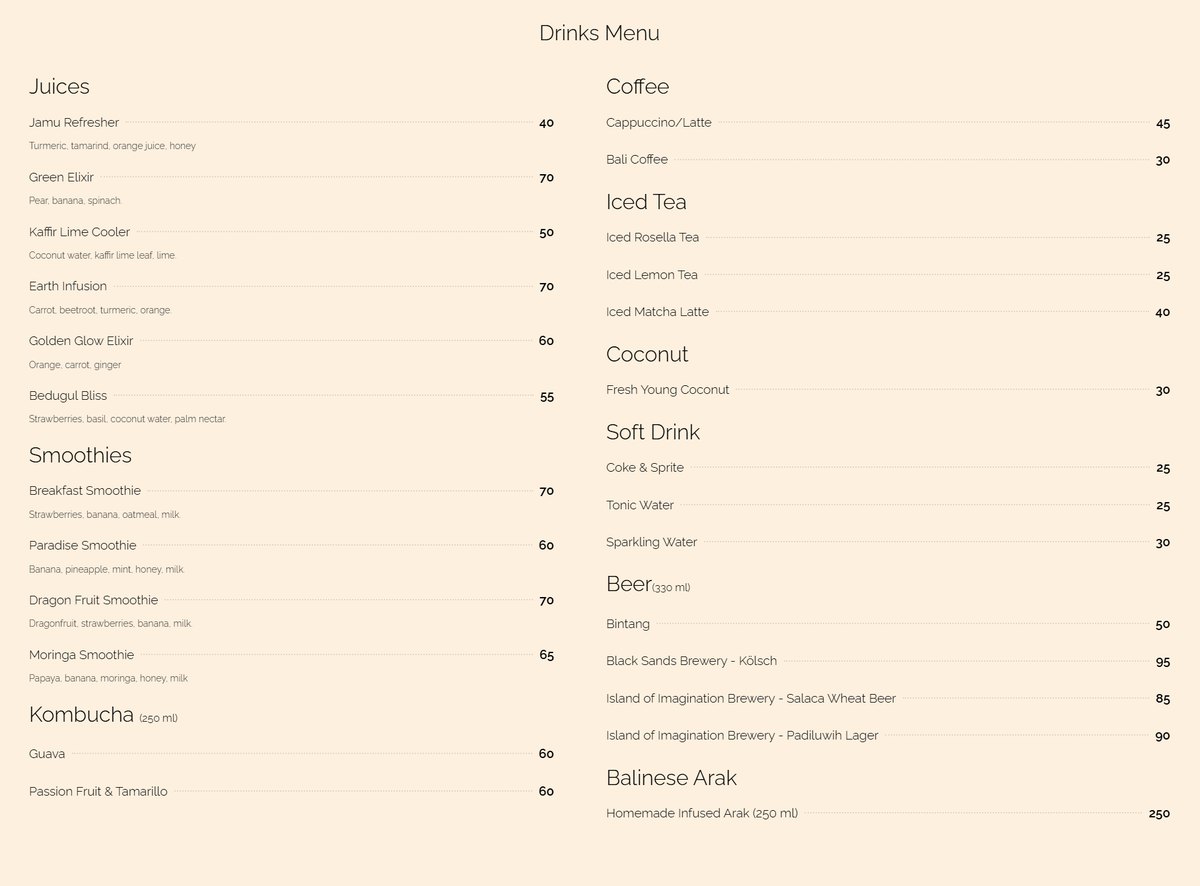 Drinks Menu
Juices
Jamu Refresher 40
Turmeric, tamarind, orange juice, honey
Green Elixir 70
Pear, banana, spinach.
Kaffir Lime Cooler 50
Coconut water, kaffir lime leaf, lime.
Earth Infusion 70
Carrot, beetroot, turmeric, orange.
Golden Glow Elixir 60
Orange, carrot, ginger
Bedugul Bliss 55
Strawberries, basil, coconut water, palm nectar.
Smoothies
Breakfast Smoothie 70
Strawberries, banana, oatmeal, milk.
Paradise Smoothie 60
Banana, pineapple, mint, honey, milk.
Dragon Fruit Smoothie 70
Dragonfruit, strawberries, banana, milk.
Moringa Smoothie 65
Papaya, banana, moringa, honey, milk
Kombucha (250 ml)
Guava 60
Passion Fruit & Tamarillo 60
Coffee
Cappuccino/Latte 45
Bali Coffee 30
Iced Tea
Iced Rosella Tea 25
Iced Lemon Tea 25
Iced Matcha Latte 40
Coconut
Fresh Young Coconut 30
Soft Drink
Coke & Sprite 25
Tonic Water 25
Sparkling Water 30
Beer(330 ml)
Bintang 50
Black Sands Brewery - Kölsch 95
Island of Imagination Brewery - Salaca Wheat Beer 85
Island of Imagination Brewery - Padiluwih Lager 90
Balinese Arak
Homemade Infused Arak (250 ml) 250